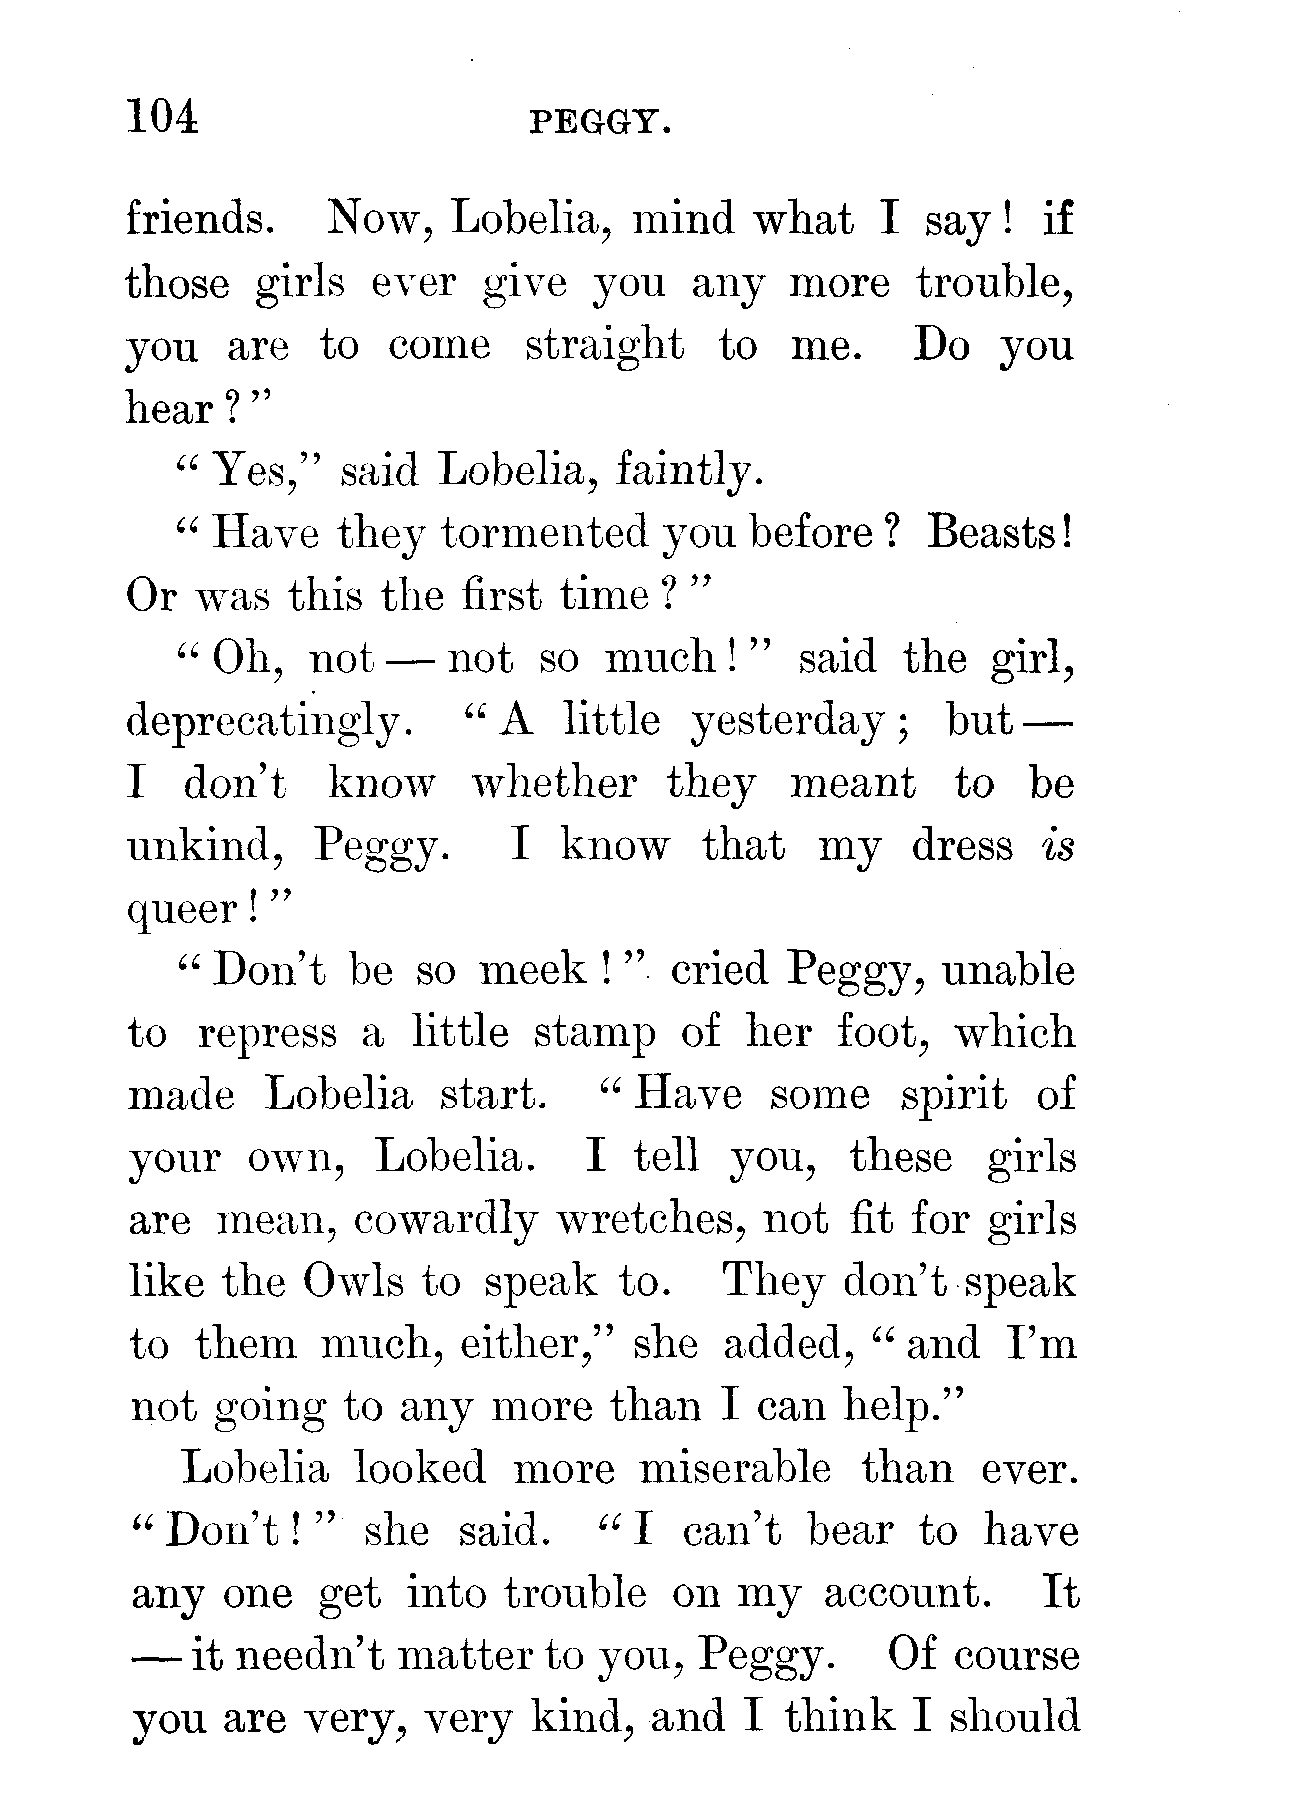 104 PEGGY.
friends. Now, Lobelia, mind what I say! if
those girls ever give you any more trouble,
you are to come straight to me. Do you
hear?"
"Yes," said Lobelia, faintly.
"Have they tormented you before? Beasts!
Or was this the first time?"
"Oh, not — not so much!" said the girl,
deprecatingly. "A little yesterday; but —
I don't know whether they meant to be
unkind, Peggy. I know that my dress is
queer!"
"Don't be so meek!" cried Peggy, unable
to repress a little stamp of her foot, which
made Lobelia start. "Have some spirit of
your own, Lobelia. I tell you, these girls
are mean, cowardly wretches, not fit for girls
like the Owls to speak to. They don't speak
to them much, either," she added, "and I'm
not going to any more than I can help."
Lobelia looked more miserable than ever.
"Don't!" she said. "I can't bear to have
any one get into trouble on my account. It
— it needn't matter to you, Peggy. Of course
you are very, very kind, and I think I should